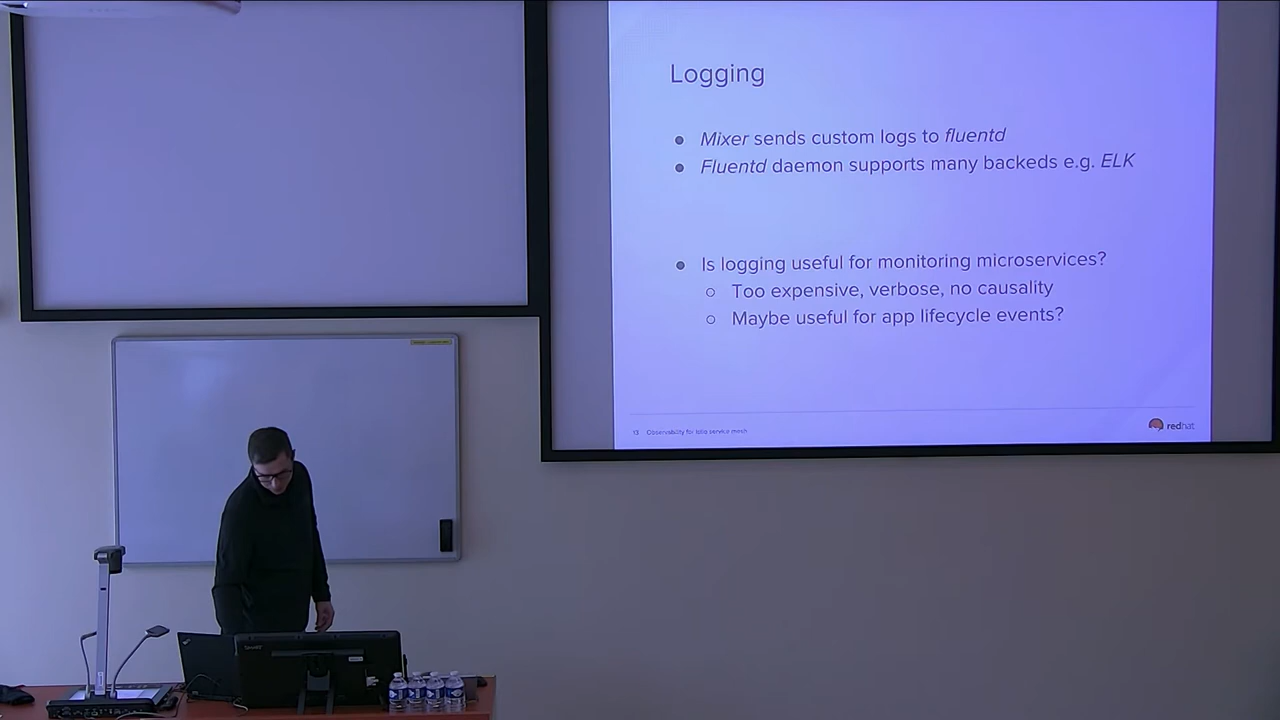 Logging
● Mixer sends custom logs to fluentd
● Fluentd daemon supports many backeds e.g. ELK
● Is logging useful for monitoring microservices?
○ Too expensive, verbose, no causality
○ Maybe useful for app lifecycle events?
13 Observability for Istio service mesh
redhat